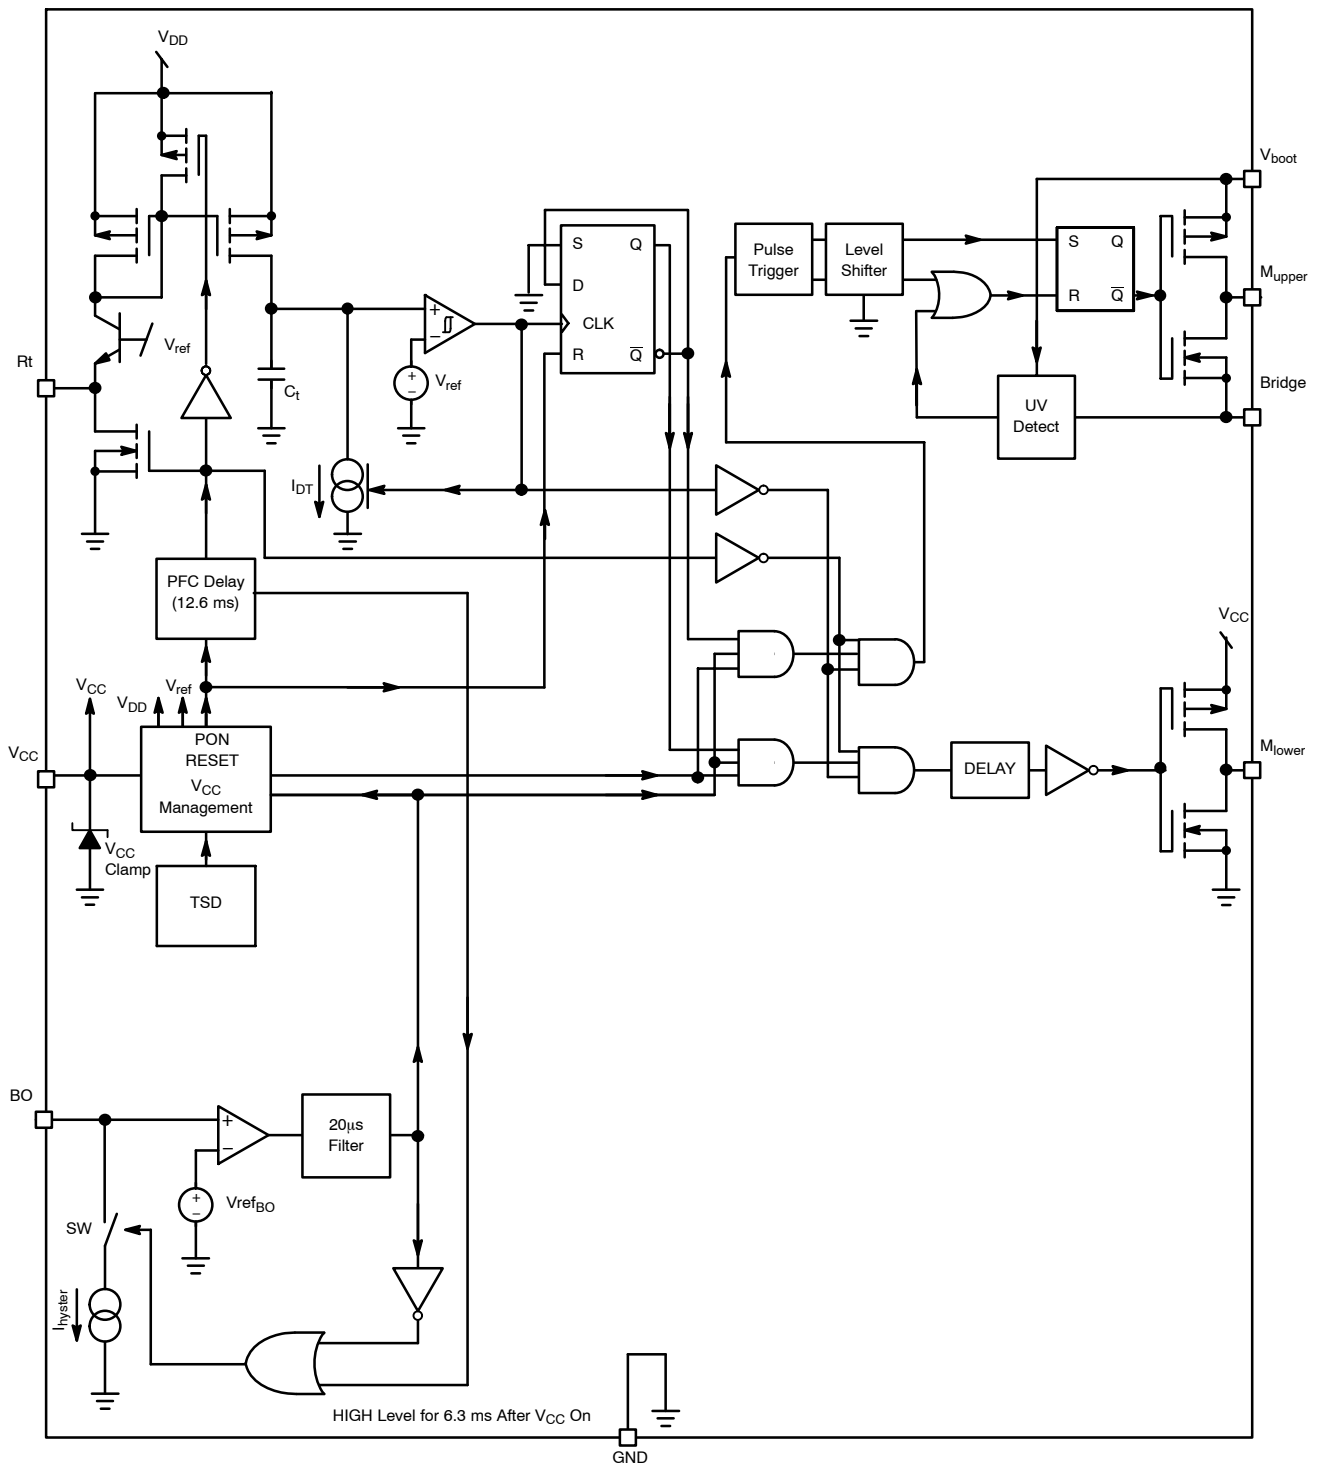 VDD
Vboot
S Q
D
CLK
R Q
Pulse
Trigger
Level
Shifter
S Q
R Q
Mupper
Vref
+
−
+
−
Vref
Rt
Ct
Bridge
UV
Detect
IDT
PFC Delay
(12.6 ms)
VCC
VCC
VDD
Vref
PON
RESET
VCC
Management
VCC
Mlower
DELAY
VCC
Clamp
TSD
BO
+
−
20μs
Filter
+
−
VrefBO
SW
Ihyster
HIGH Level for 6.3 ms After VCC On
GND